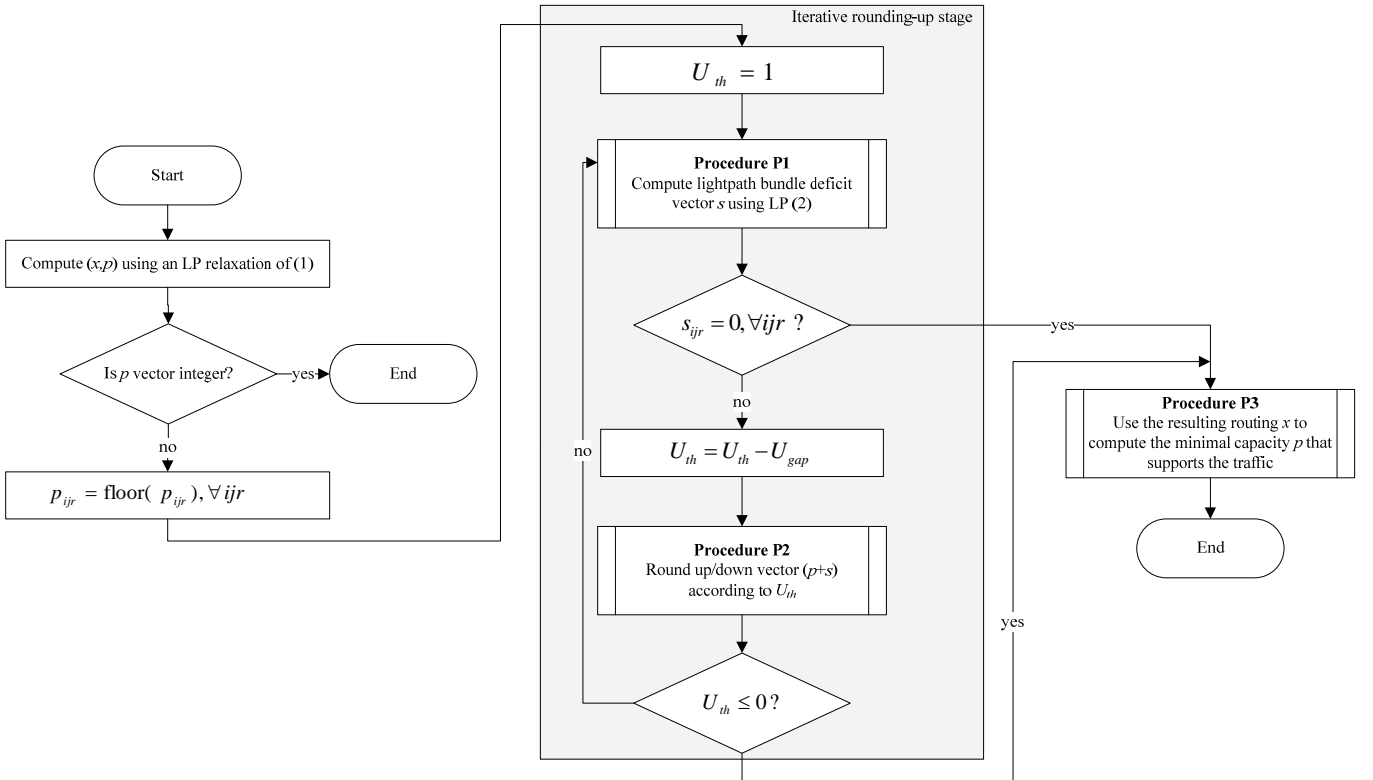 Start
Compute (x,p) using an LP relaxation of (1)
Is p vector integer?
yes
End
no
p_ijr = floor( p_ijr ), ∀ ijr
Iterative rounding-up stage
U_th = 1
Procedure P1
Compute lightpath bundle deficit
vector s using LP (2)
s_ijr = 0, ∀ijr ?
yes
no
U_th = U_th − U_gap
Procedure P2
Round up/down vector (p+s)
according to U_th
U_th ≤ 0 ?
no
yes
Procedure P3
Use the resulting routing x to
compute the minimal capacity p that
supports the traffic
End